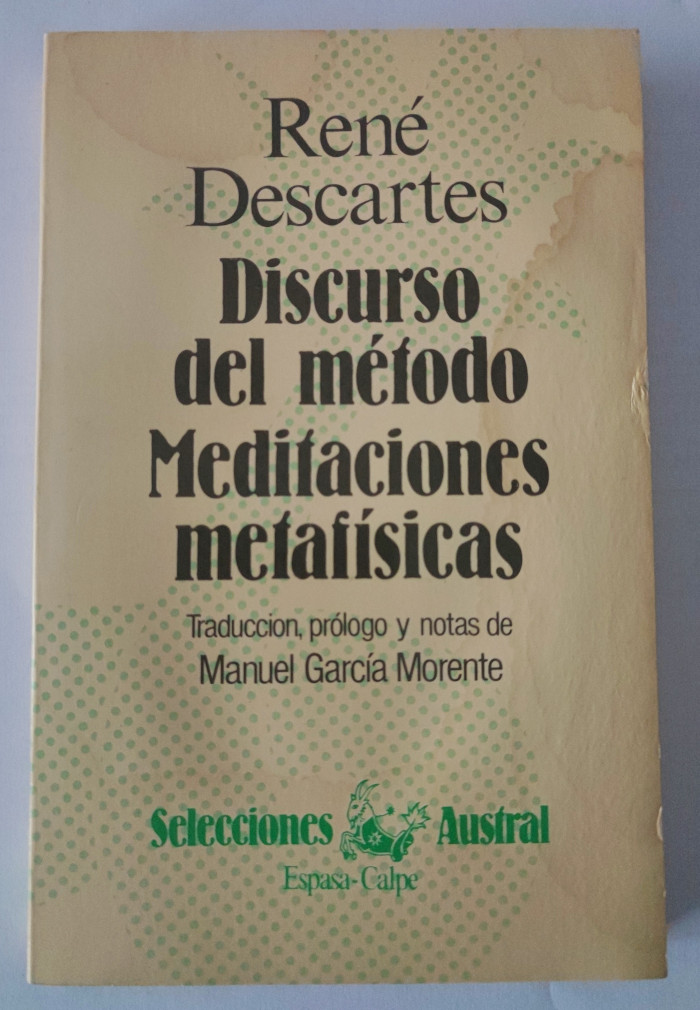 René
Descartes
Discurso
del método
Meditaciones
metafísicas
Traduccion, prólogo y notas de
Manuel García Morente
Selecciones Austral
Espasa-Calpe